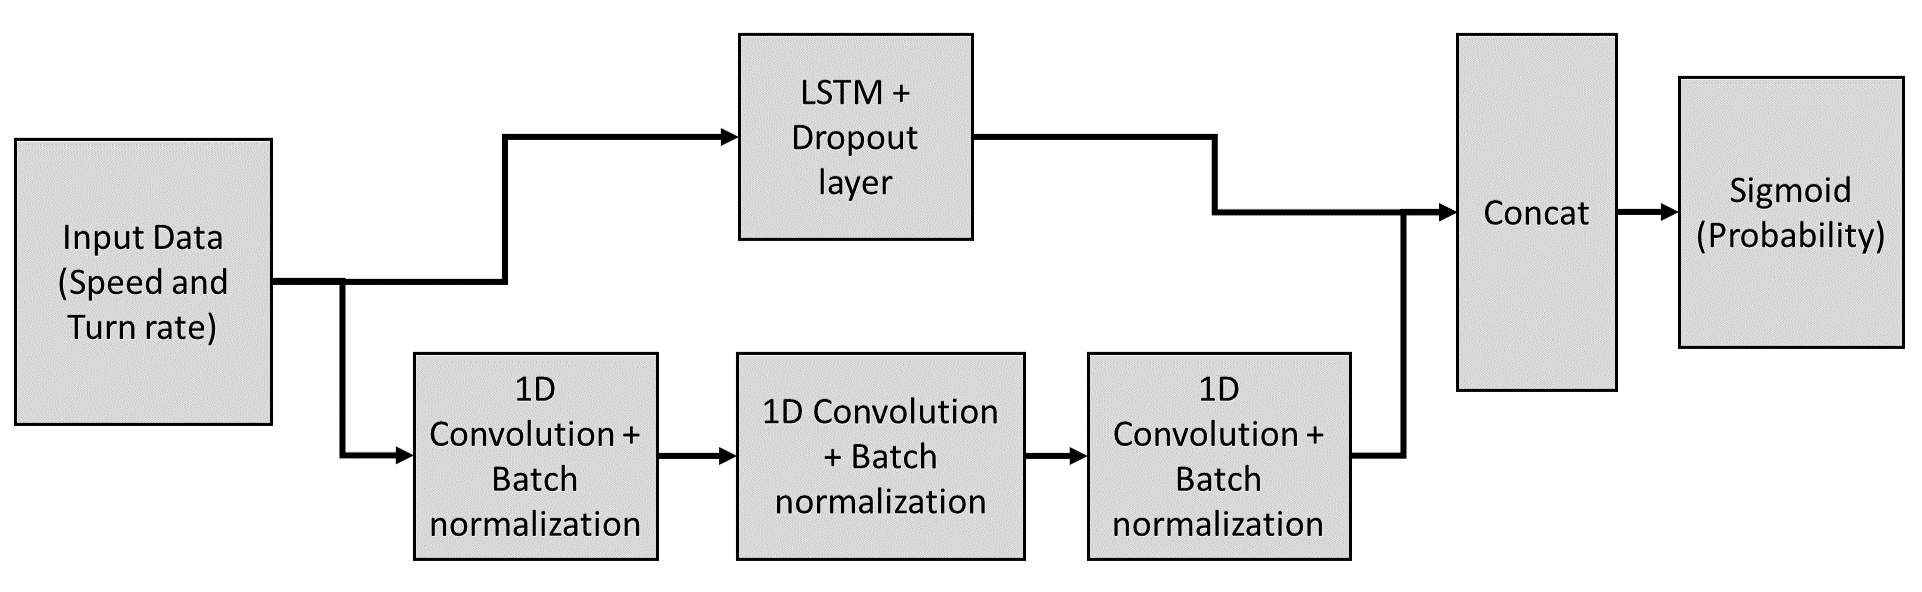 Input Data
(Speed and
Turn rate)
LSTM +
Dropout
layer
1D
Convolution +
Batch
normalization
1D Convolution
+ Batch
normalization
1D
Convolution +
Batch
normalization
Concat
Sigmoid
(Probability)